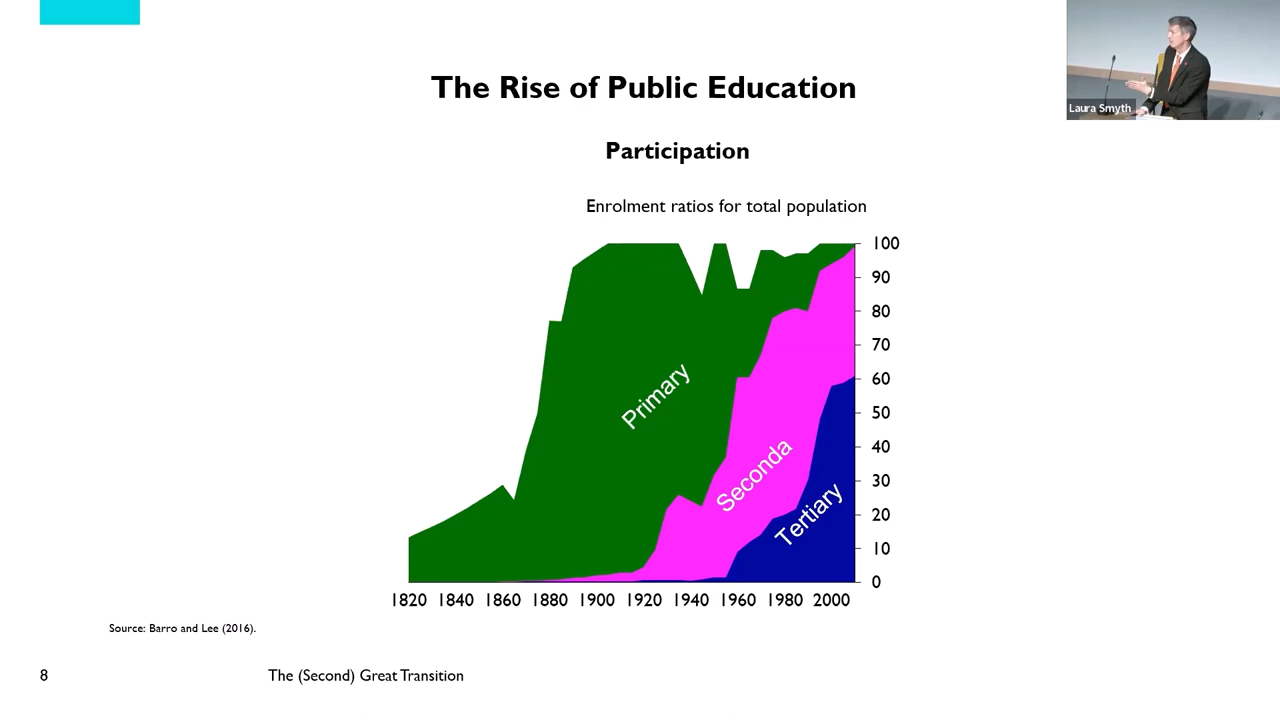 Laura Smyth
The Rise of Public Education
Participation
Enrolment ratios for total population
100
90
80
70
60
50
40
30
20
10
0
Primary
Seconda
Tertiary
1820 1840 1860 1880 1900 1920 1940 1960 1980 2000
Source: Barro and Lee (2016).
8
The (Second) Great Transition